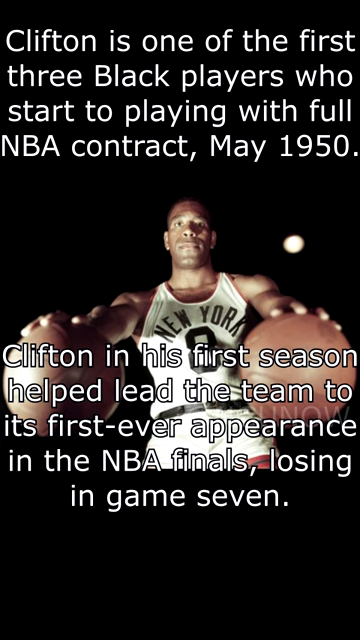 Clifton is one of the first
three Black players who
start to playing with full
NBA contract, May 1950.
NEW YORK
8
Clifton in his first season
helped lead the team to
its first-ever appearance
in the NBA finals, losing
in game seven.